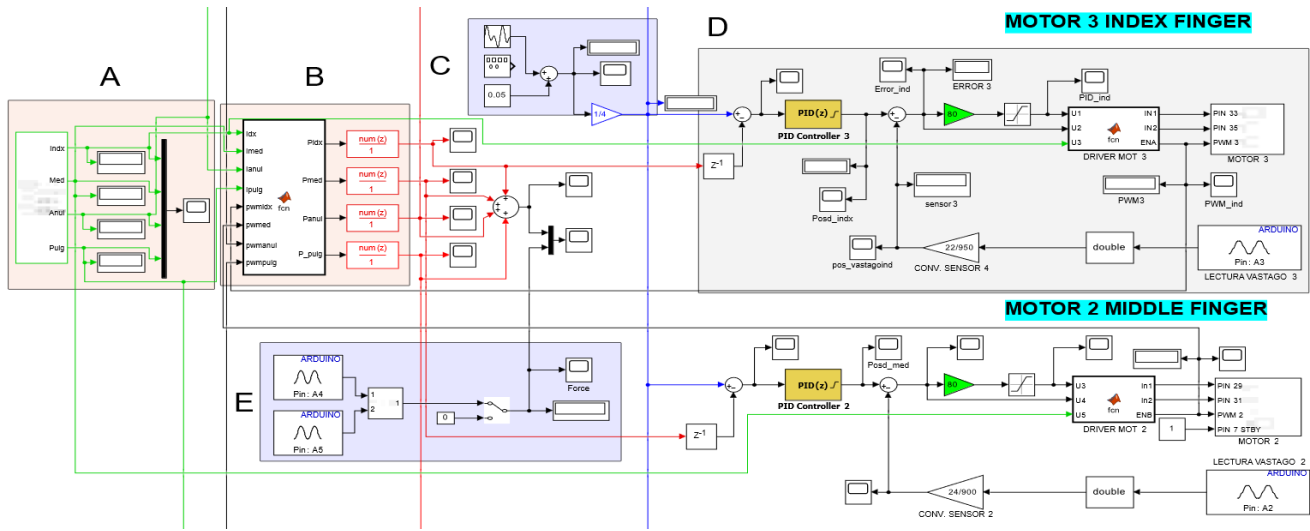 MOTOR 3 INDEX FINGER
A
B
C
D
Indx
Med
Anul
Pulg
Idx
Imed
Ianul
Ipulg
pwmidx
pwmed
pwmanul
pwmpulg
fcn
PIdx
Pmed
Panul
P_pulg
num(z)
1
num(z)
1
num(z)
1
num(z)
1
0.05
1/4
Z-1
PID(z)
PID Controller 3
Posd_indx
Error_ind
ERROR 3
80
PID_ind
U1
U2
U3
fcn
IN1
IN2
ENA
DRIVER MOT 3
PIN 33
PIN 35
PWM 3
MOTOR 3
PWM3
PWM_ind
sensor3
pos_vastagoind
22/950
CONV. SENSOR 4
double
ARDUINO
Pin: A3
LECTURA VASTAGO 3
MOTOR 2 MIDDLE FINGER
E
ARDUINO
Pin: A4
ARDUINO
Pin: A5
1
2
1
0
Force
Z-1
PID(z)
PID Controller 2
Posd_med
80
U3
U4
U5
fcn
In1
In2
ENB
DRIVER MOT 2
1
PIN 29
PIN 31
PWM 2
PIN 7 STBY
MOTOR 2
24/900
CONV. SENSOR 2
double
LECTURA VASTAGO 2
ARDUINO
Pin: A2